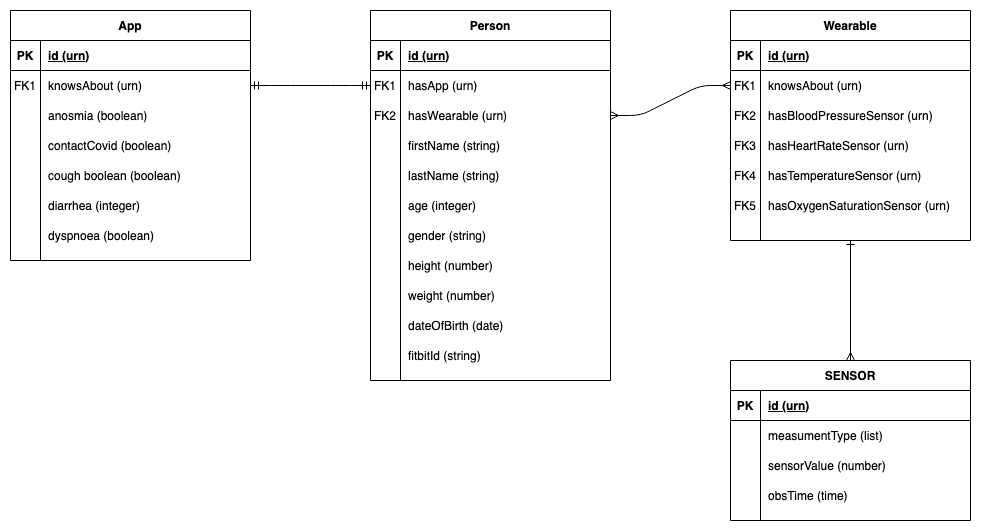 App
PK id (urn)
FK1 knowsAbout (urn)
anosmia (boolean)
contactCovid (boolean)
cough boolean (boolean)
diarrhea (integer)
dyspnoea (boolean)
Person
PK id (urn)
FK1 hasApp (urn)
FK2 hasWearable (urn)
firstName (string)
lastName (string)
age (integer)
gender (string)
height (number)
weight (number)
dateOfBirth (date)
fitbitId (string)
Wearable
PK id (urn)
FK1 knowsAbout (urn)
FK2 hasBloodPressureSensor (urn)
FK3 hasHeartRateSensor (urn)
FK4 hasTemperatureSensor (urn)
FK5 hasOxygenSaturationSensor (urn)
SENSOR
PK id (urn)
measumentType (list)
sensorValue (number)
obsTime (time)